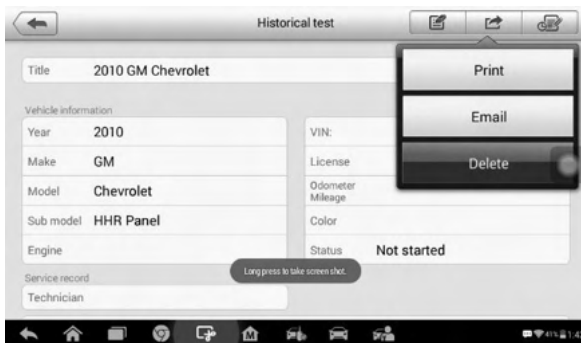 Historical test
Title 2010 GM Chevrolet
Print
Email
Delete
Vehicle information
Year 2010
VIN:
Make GM
License
Model Chevrolet
Odometer
Mileage
Sub model HHR Panel
Color
Engine
Status Not started
Long press to take screen shot.
Service record
Technician